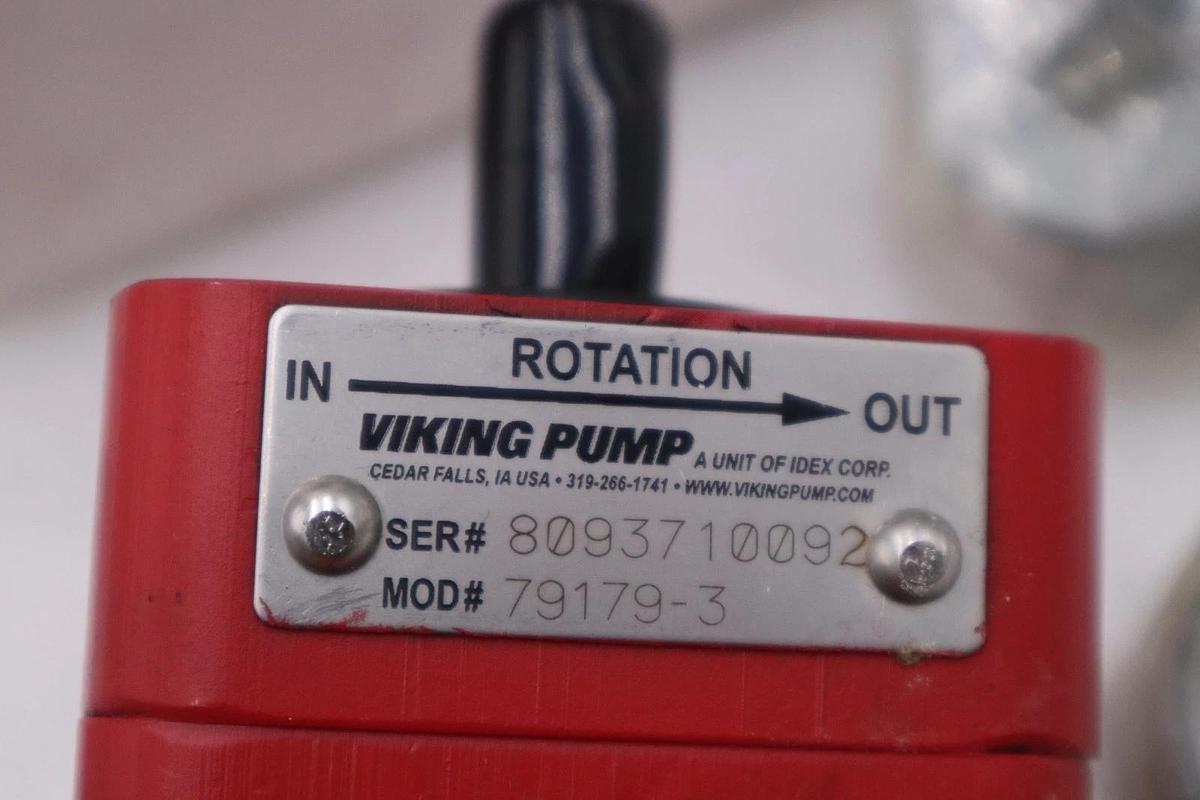 ROTATION
IN OUT
VIKING PUMP A UNIT OF IDEX CORP.
CEDAR FALLS, IA USA • 319-266-1741 • WWW.VIKINGPUMP.COM
SER# 8093710092
MOD# 79179-3